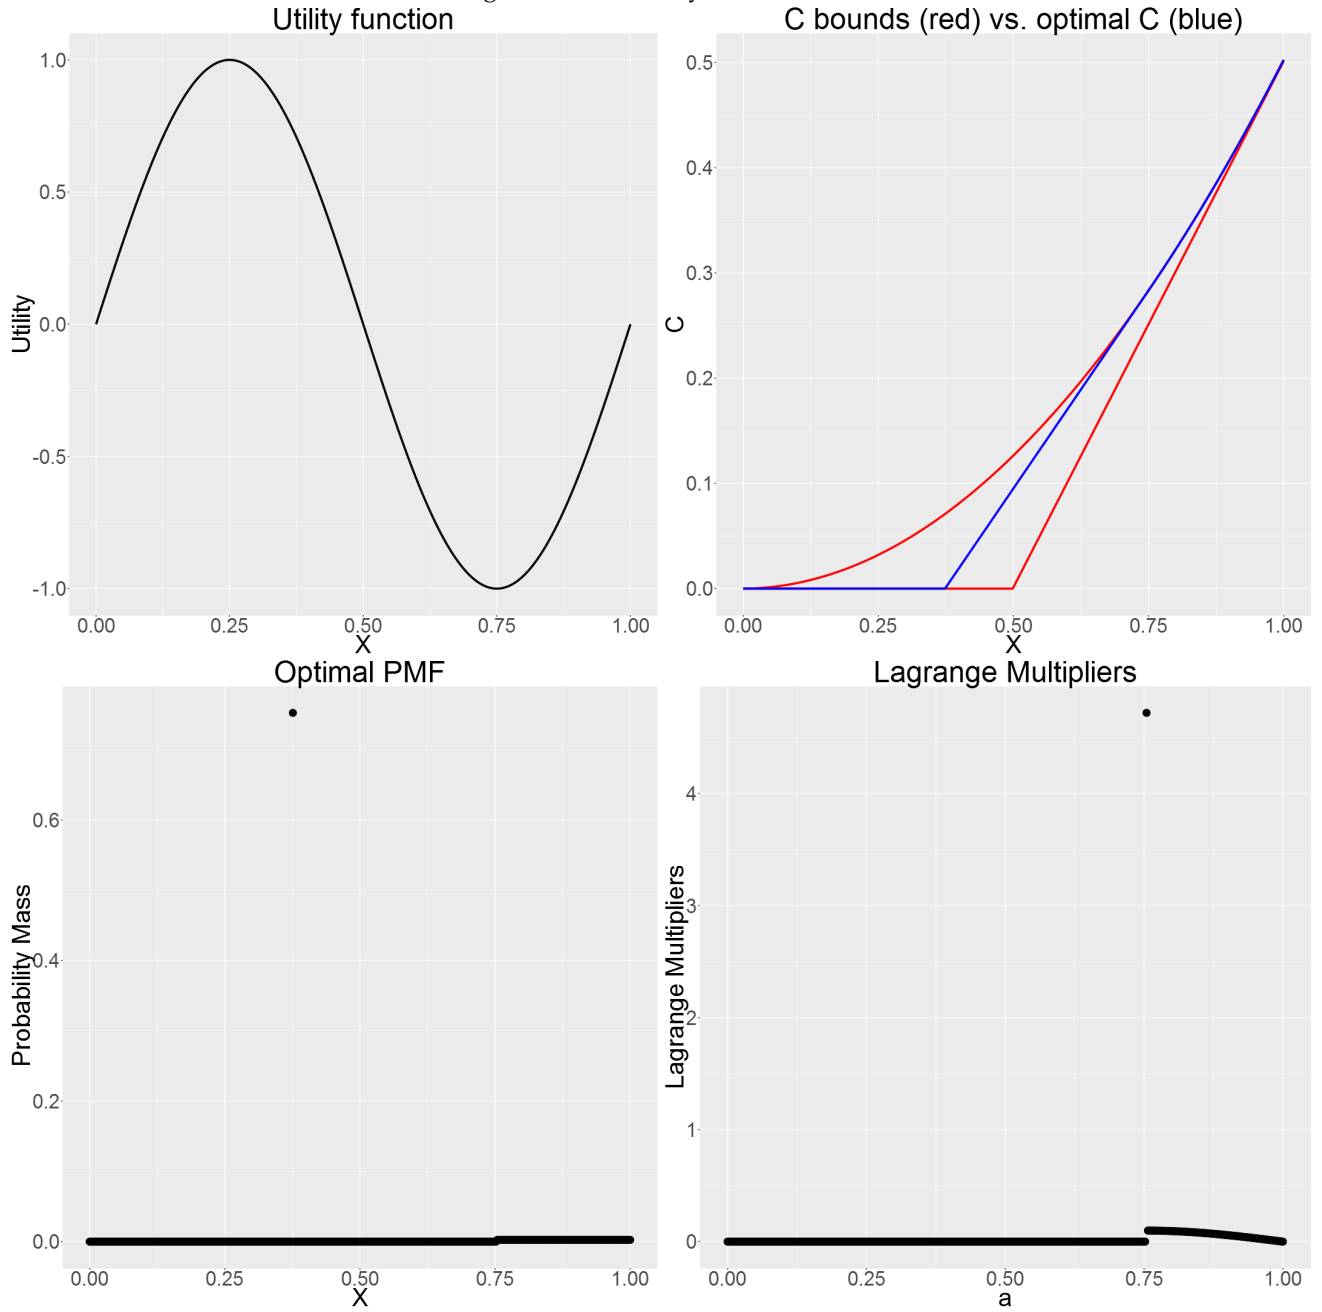 Utility function
1.0
0.5
0.0
-0.5
-1.0
Utility
0.00 0.25 0.50 0.75 1.00
X
C bounds (red) vs. optimal C (blue)
0.5
0.4
0.3
0.2
0.1
0.0
C
0.00 0.25 0.50 0.75 1.00
X
Optimal PMF
0.6
0.4
0.2
0.0
Probability Mass
0.00 0.25 0.50 0.75 1.00
X
Lagrange Multipliers
4
3
2
1
0
Lagrange Multipliers
0.00 0.25 0.50 0.75 1.00
a